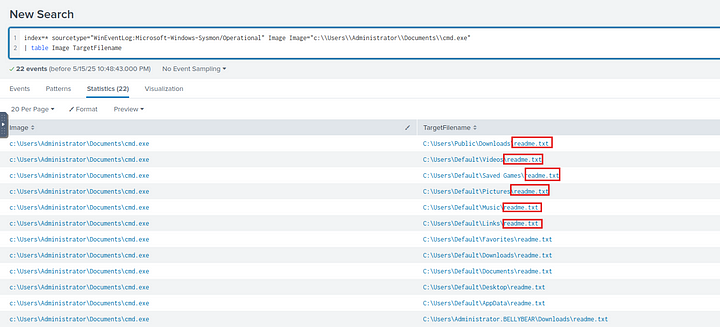 New Search
1 index=* sourcetype="WinEventLog:Microsoft-Windows-Sysmon/Operational" Image Image="c:\\Users\\Administrator\\Documents\\cmd.exe"
2 | table Image TargetFilename
22 events (before 5/15/25 10:48:43.000 PM) No Event Sampling
Events Patterns Statistics (22) Visualization
20 Per Page Format Preview
Image TargetFilename
c:\Users\Administrator\Documents\cmd.exe C:\Users\Public\Downloads\readme.txt
c:\Users\Administrator\Documents\cmd.exe C:\Users\Default\Videos\readme.txt
c:\Users\Administrator\Documents\cmd.exe C:\Users\Default\Saved Games\readme.txt
c:\Users\Administrator\Documents\cmd.exe C:\Users\Default\Pictures\readme.txt
c:\Users\Administrator\Documents\cmd.exe C:\Users\Default\Music\readme.txt
c:\Users\Administrator\Documents\cmd.exe C:\Users\Default\Links\readme.txt
c:\Users\Administrator\Documents\cmd.exe C:\Users\Default\Favorites\readme.txt
c:\Users\Administrator\Documents\cmd.exe C:\Users\Default\Downloads\readme.txt
c:\Users\Administrator\Documents\cmd.exe C:\Users\Default\Documents\readme.txt
c:\Users\Administrator\Documents\cmd.exe C:\Users\Default\Desktop\readme.txt
c:\Users\Administrator\Documents\cmd.exe C:\Users\Default\AppData\readme.txt
c:\Users\Administrator\Documents\cmd.exe C:\Users\Administrator.BELLYBEAR\Downloads\readme.txt